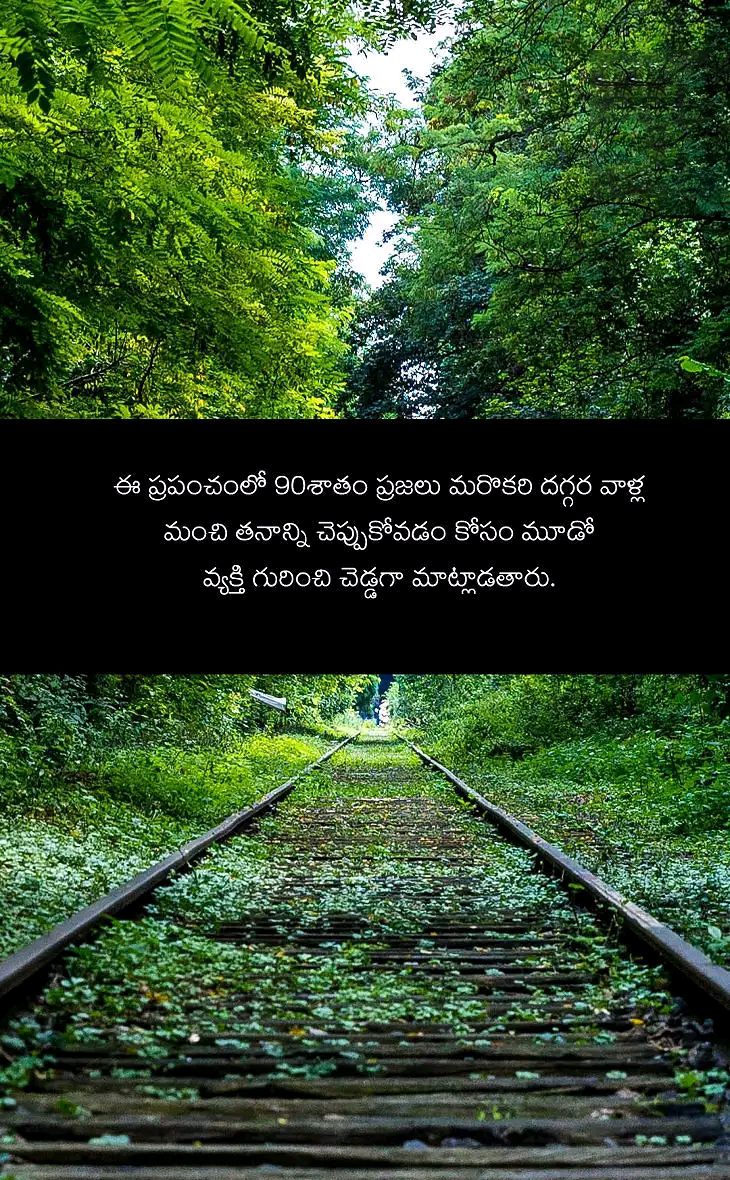 ఈ ప్రపంచంలో 90శాతం ప్రజలు మరొకరి దగ్గర వాళ్ల
మంచి తనాన్ని చెప్పుకోవడం కోసం మూడో
వ్యక్తి గురించి చెడ్డగా మాట్లాడతారు.